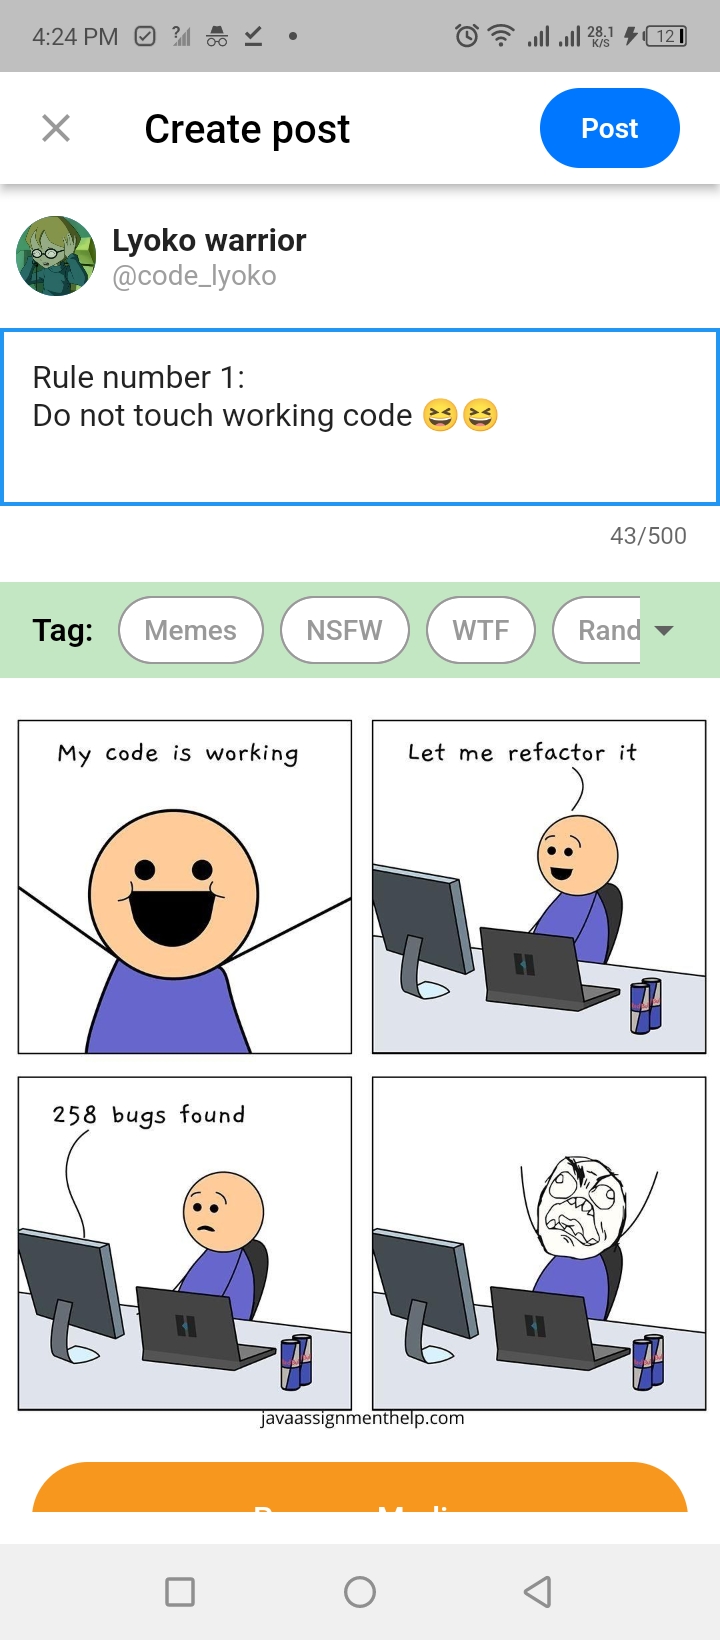 4:24 PM
28.1
K/S
12
Create post
Post
Lyoko warrior
@code_lyoko
Rule number 1:
Do not touch working code 😆😆
43/500
Tag:
Memes
NSFW
WTF
Rand
My code is working
Let me refactor it
258 bugs found
javaassignmenthelp.com